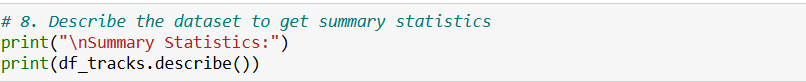 # 8. Describe the dataset to get summary statistics
print("\nSummary Statistics:")
print(df_tracks.describe())